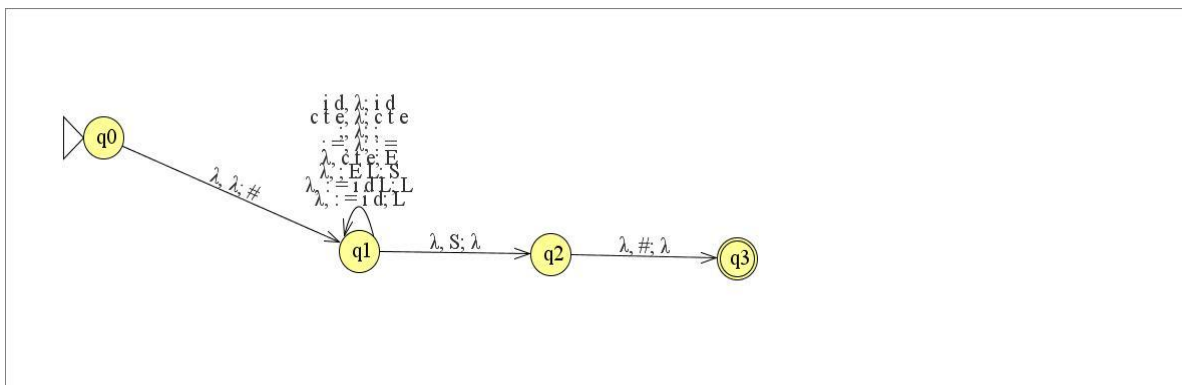 i d, λ; i d
c t e, λ; c t e
;, λ; ;
: =, λ; : =
λ, c t e; E
λ, ; E L; S
λ, : = i d L; L
λ, : = i d; L
q0
λ, λ; #
q1
λ, S; λ
q2
λ, #; λ
q3